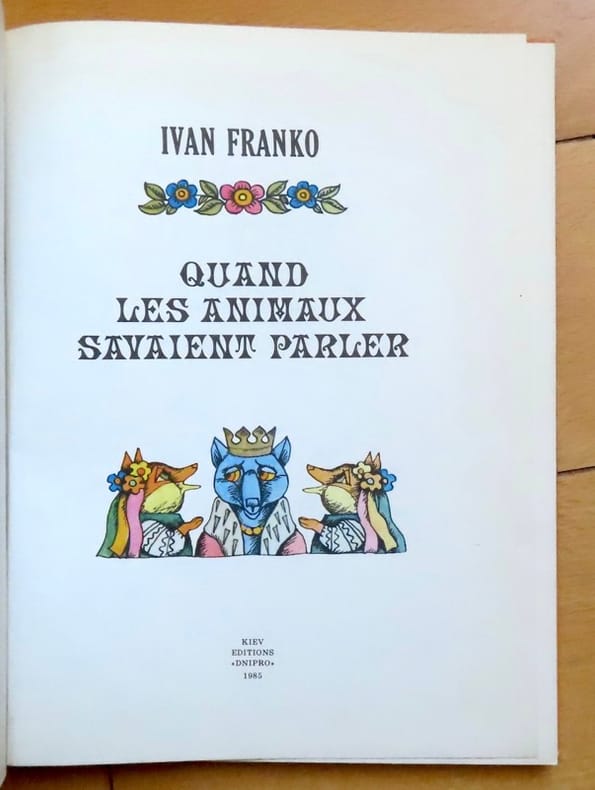 IVAN FRANKO
QUAND
LES ANIMAUX
SAVAIENT PARLER
KIEV
EDITIONS
«DNIPRO»
1985